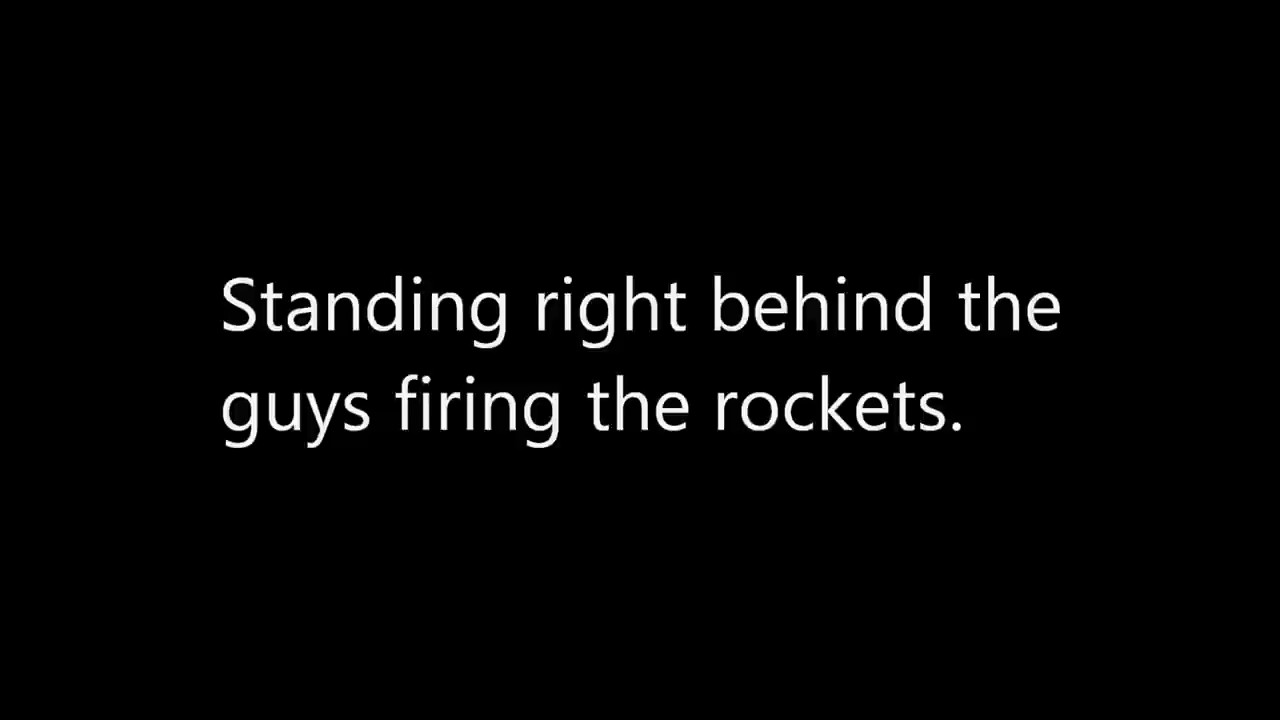 Standing right behind the
guys firing the rockets.